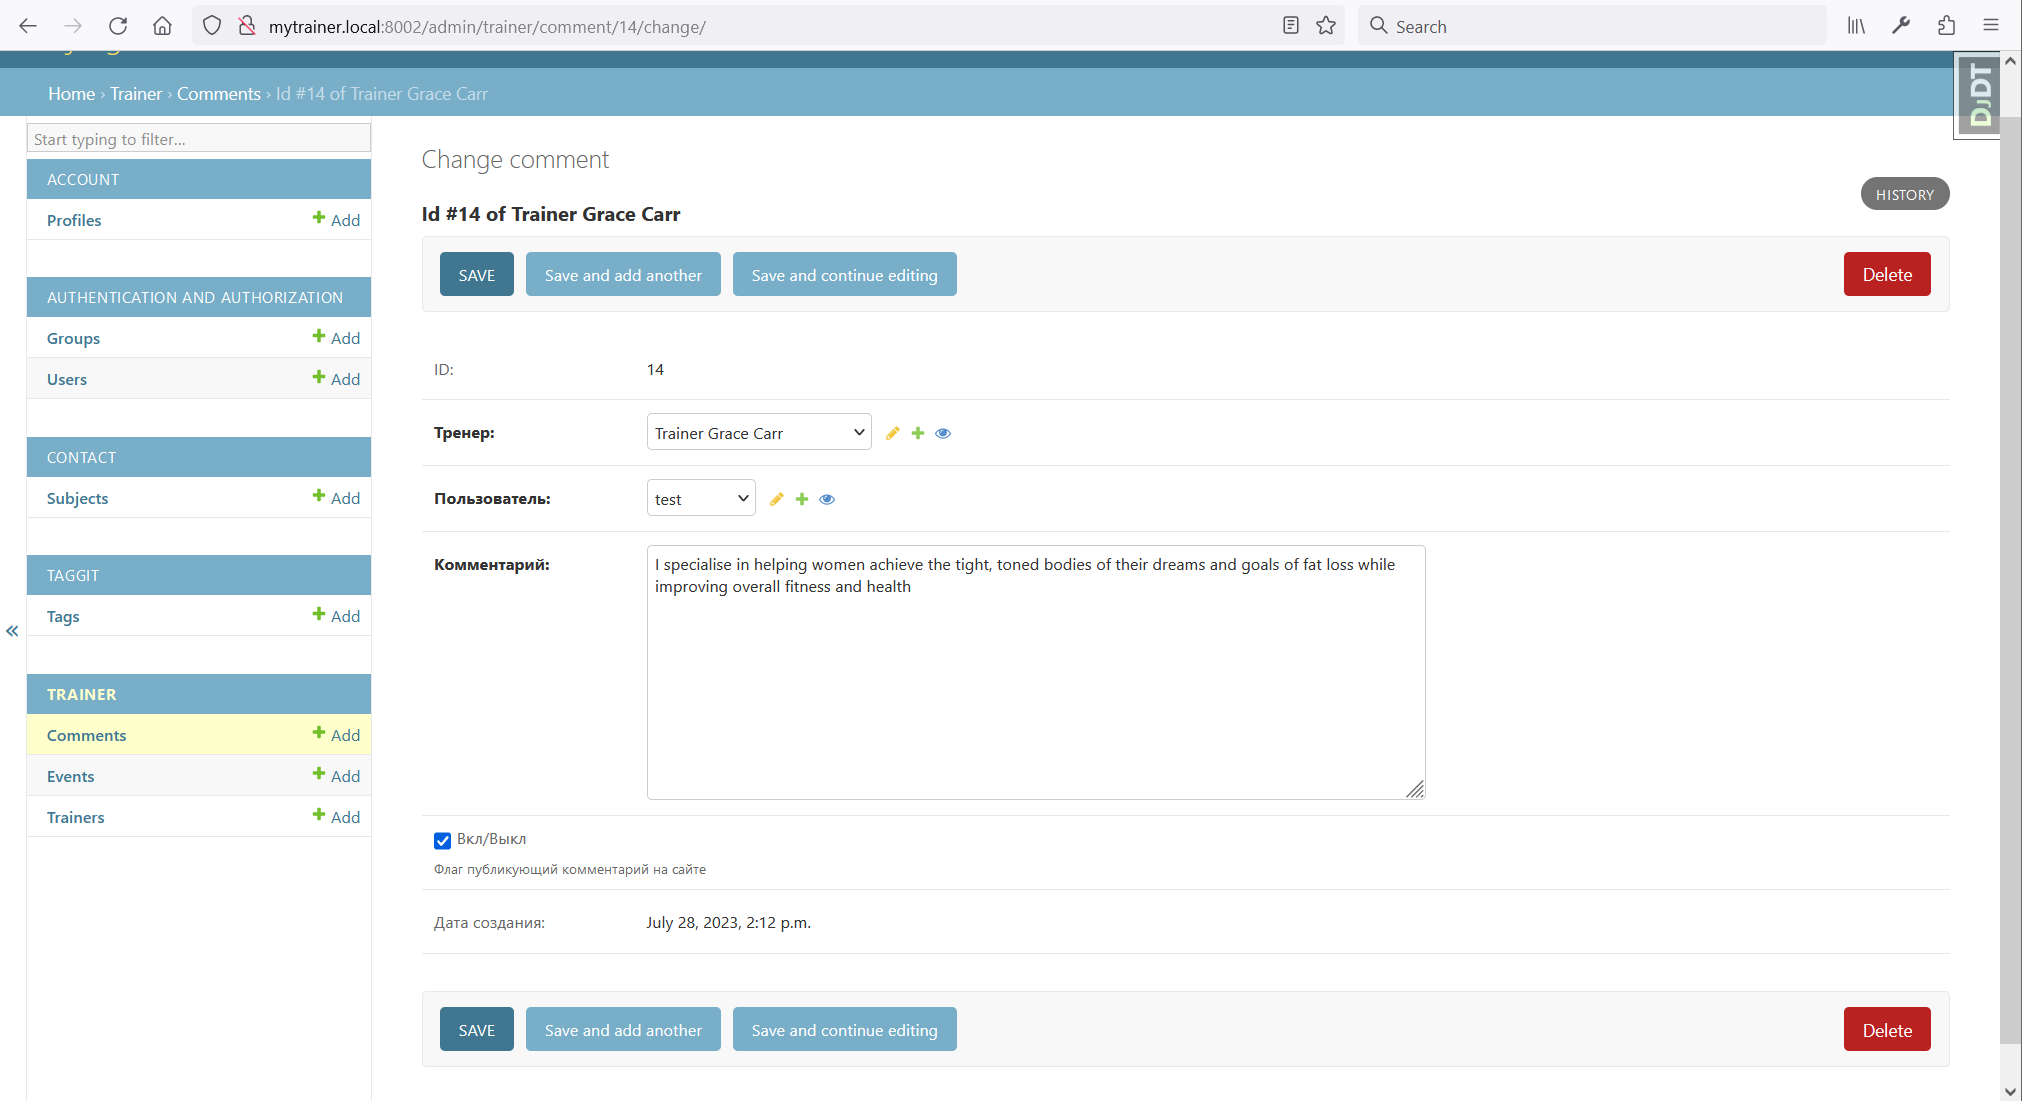 mytrainer.local:8002/admin/trainer/comment/14/change/
Search
Home › Trainer › Comments › Id #14 of Trainer Grace Carr
DJDT
Start typing to filter...
ACCOUNT
Profiles Add
AUTHENTICATION AND AUTHORIZATION
Groups Add
Users Add
CONTACT
Subjects Add
TAGGIT
Tags Add
«
TRAINER
Comments Add
Events Add
Trainers Add
Change comment
HISTORY
Id #14 of Trainer Grace Carr
SAVE Save and add another Save and continue editing Delete
ID: 14
Тренер: Trainer Grace Carr
Пользователь: test
Комментарий: I specialise in helping women achieve the tight, toned bodies of their dreams and goals of fat loss while
improving overall fitness and health
Вкл/Выкл
Флаг публикующий комментарий на сайте
Дата создания: July 28, 2023, 2:12 p.m.
SAVE Save and add another Save and continue editing Delete